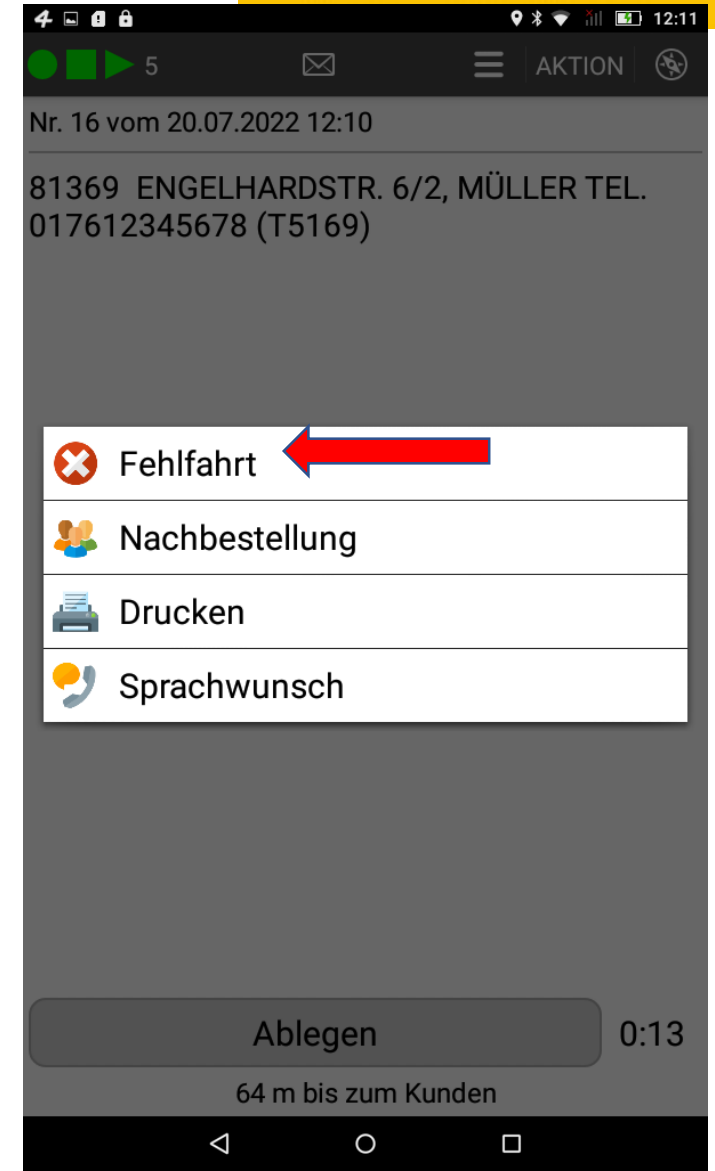 12:11
5
AKTION
Nr. 16 vom 20.07.2022 12:10
81369 ENGELHARDSTR. 6/2, MÜLLER TEL.
017612345678 (T5169)
Fehlfahrt
Nachbestellung
Drucken
Sprachwunsch
Ablegen
0:13
64 m bis zum Kunden